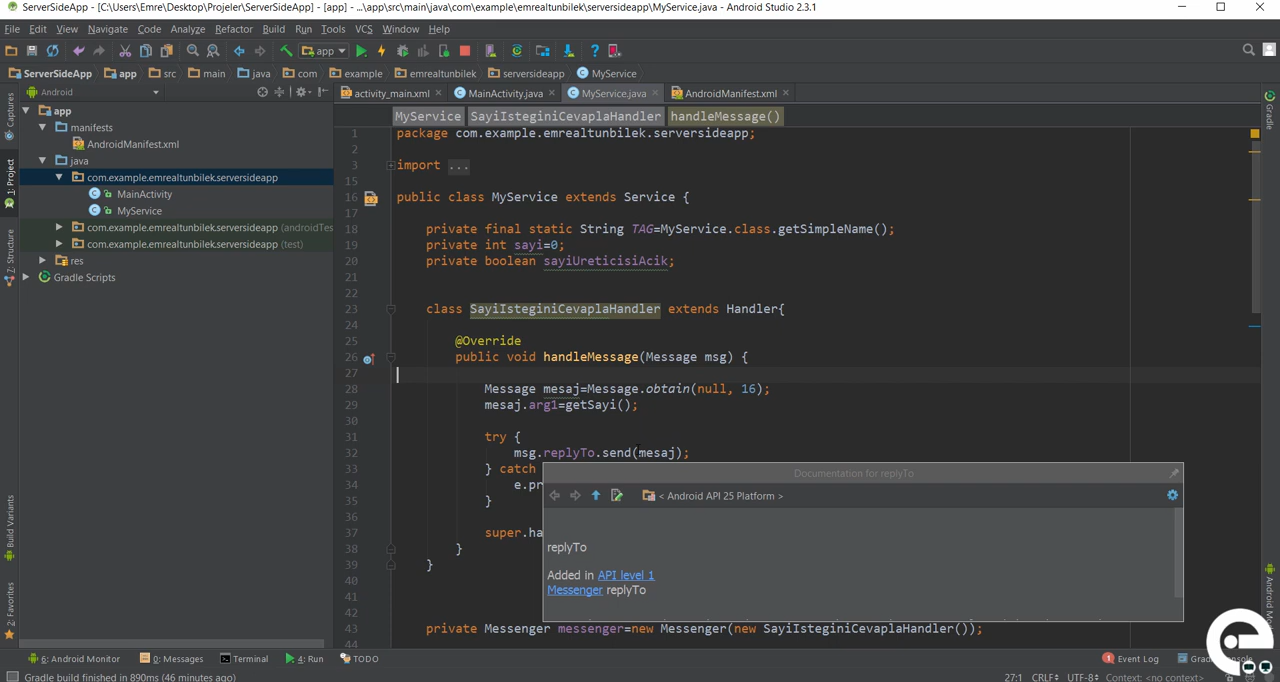 ServerSideApp - [C:\Users\Emre\Desktop\Projeler\ServerSideApp] - [app] - ...\app\src\main\java\com\example\emrealtunbilek\serversideapp\MyService.java - Android Studio 2.3.1
File Edit View Navigate Code Analyze Refactor Build Run Tools VCS Window Help
app
ServerSideApp app src main java com example emrealtunbilek serversideapp MyService
Android
activity_main.xml MainActivity.java MyService.java AndroidManifest.xml
Captures
1: Project
Z: Structure
Build Variants
2: Favorites
app
manifests
AndroidManifest.xml
java
com.example.emrealtunbilek.serversideapp
MainActivity
MyService
com.example.emrealtunbilek.serversideapp (androidTes
com.example.emrealtunbilek.serversideapp (test)
res
Gradle Scripts
MyService SayiIsteginiCevaplaHandler handleMessage()
1 package com.example.emrealtunbilek.serversideapp;
2
3 import ...
15
16 public class MyService extends Service {
17
18 private final static String TAG=MyService.class.getSimpleName();
19 private int sayi=0;
20 private boolean sayiUreticisiAcik;
21
22
23 class SayiIsteginiCevaplaHandler extends Handler{
24
25 @Override
26 public void handleMessage(Message msg) {
27
28 Message mesaj=Message.obtain(null, 16);
29 mesaj.arg1=getSayi();
30
31 try {
32 msg.replyTo.send(mesaj);
33 } catch
34 e.pr
35 }
36
37 super.ha
38 }
39 }
40
41
42
43 private Messenger messenger=new Messenger(new SayiIsteginiCevaplaHandler());
44
Documentation for replyTo
< Android API 25 Platform >
replyTo
Added in API level 1
Messenger replyTo
Gradle
6: Android Monitor 0: Messages Terminal 4: Run TODO
1 Event Log
Gradle build finished in 890ms (46 minutes ago)
27:1 CRLF UTF-8 Context: <no context>